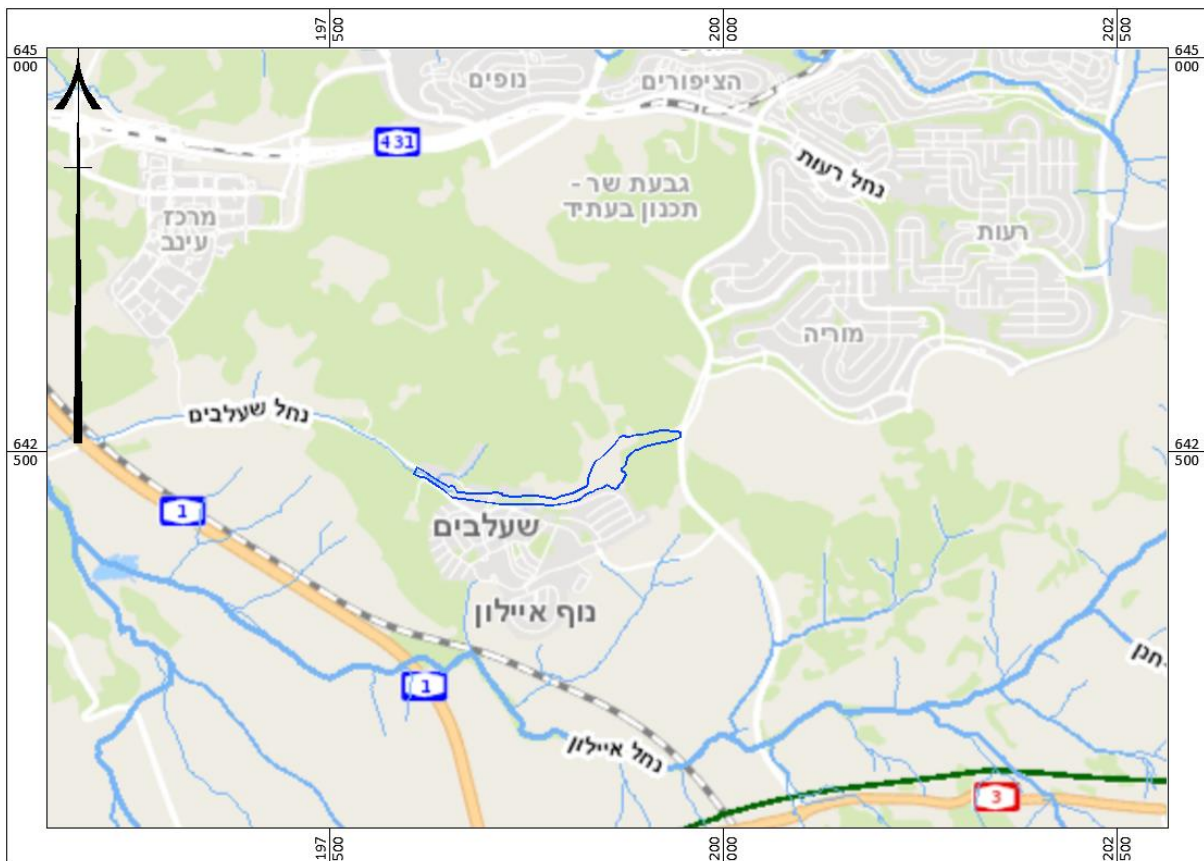 197
500
200
000
202
500
645
000
645
000
נופים
הציפורים
431
נחל רעות
גבעת שר -
תכנון בעתיד
מרכז
עינב
רעות
מוריה
נחל שעלבים
642
500
642
500
1
שעלבים
נוף איילון
1
נחל איילון
3
197
500
200
000
202
500